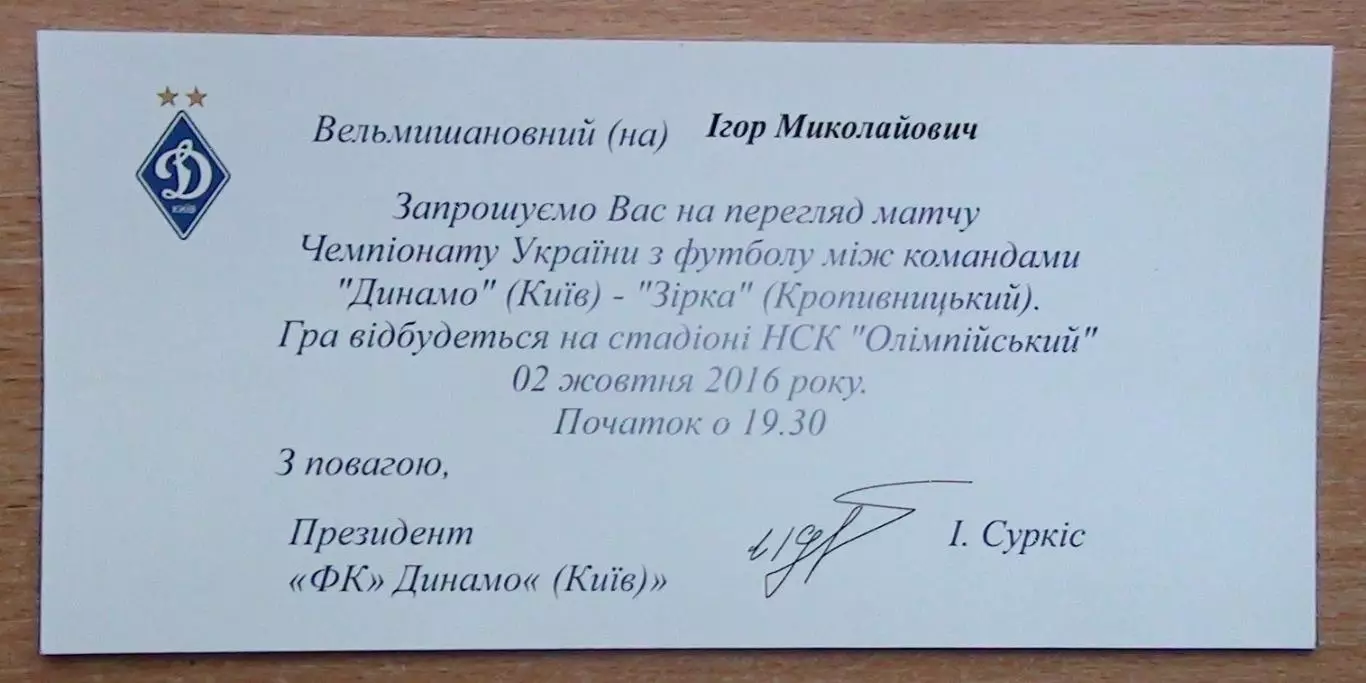 Д
КИЇВ
Вельмишановний (на) Ігор Миколайович
Запрошуємо Вас на перегляд матчу
Чемпіонату України з футболу між командами
"Динамо" (Київ) - "Зірка" (Кропивницький).
Гра відбудеться на стадіоні НСК "Олімпійський"
02 жовтня 2016 року.
Початок о 19.30
З повагою,
Президент
«ФК» Динамо« (Київ)»
І. Суркіс